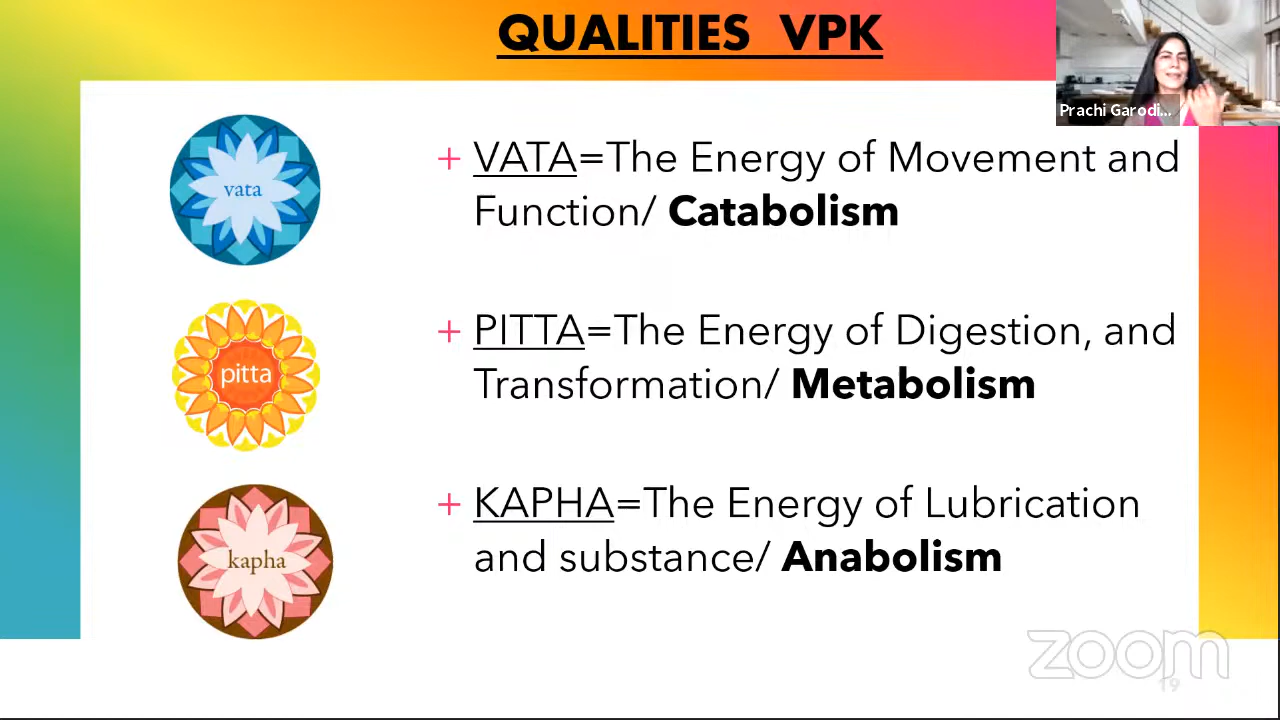 QUALITIES VPK
Prachi Garodi...
vata
+ VATA=The Energy of Movement and
Function/ Catabolism
pitta
+ PITTA=The Energy of Digestion, and
Transformation/ Metabolism
kapha
+ KAPHA=The Energy of Lubrication
and substance/ Anabolism
zoom
19